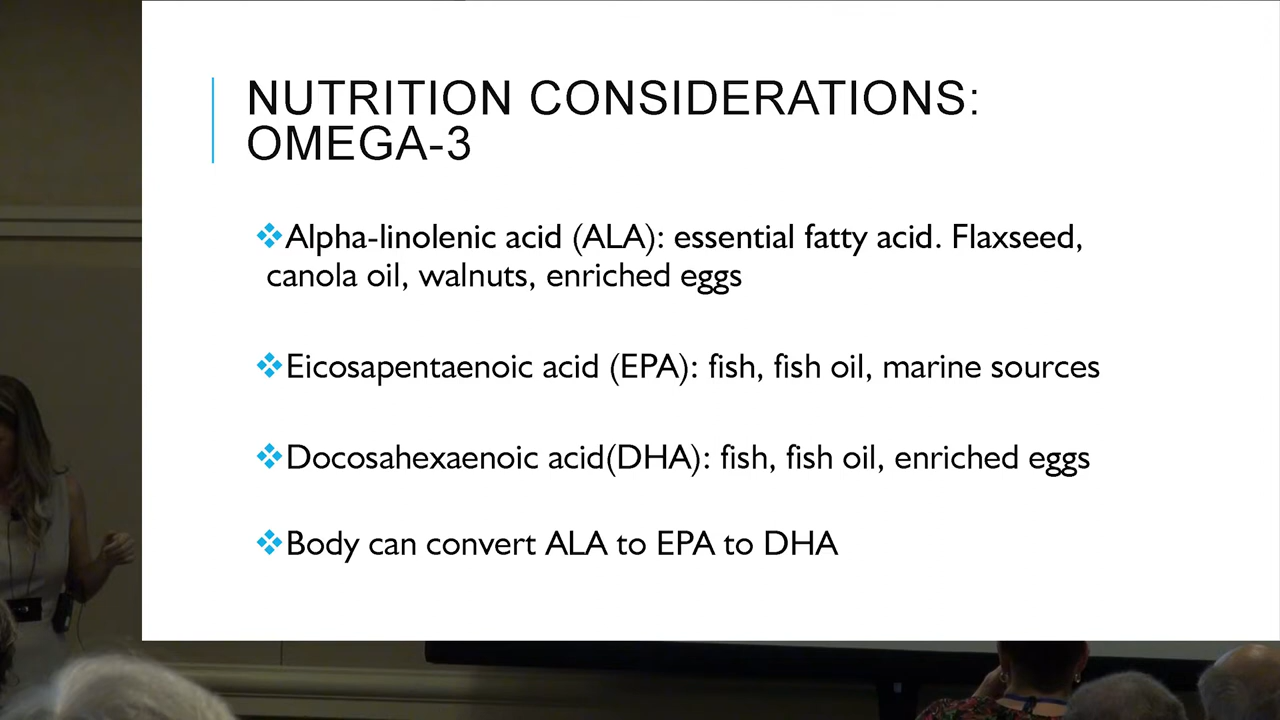 NUTRITION CONSIDERATIONS:
OMEGA-3
❖Alpha-linolenic acid (ALA): essential fatty acid. Flaxseed,
canola oil, walnuts, enriched eggs
❖Eicosapentaenoic acid (EPA): fish, fish oil, marine sources
❖Docosahexaenoic acid(DHA): fish, fish oil, enriched eggs
❖Body can convert ALA to EPA to DHA